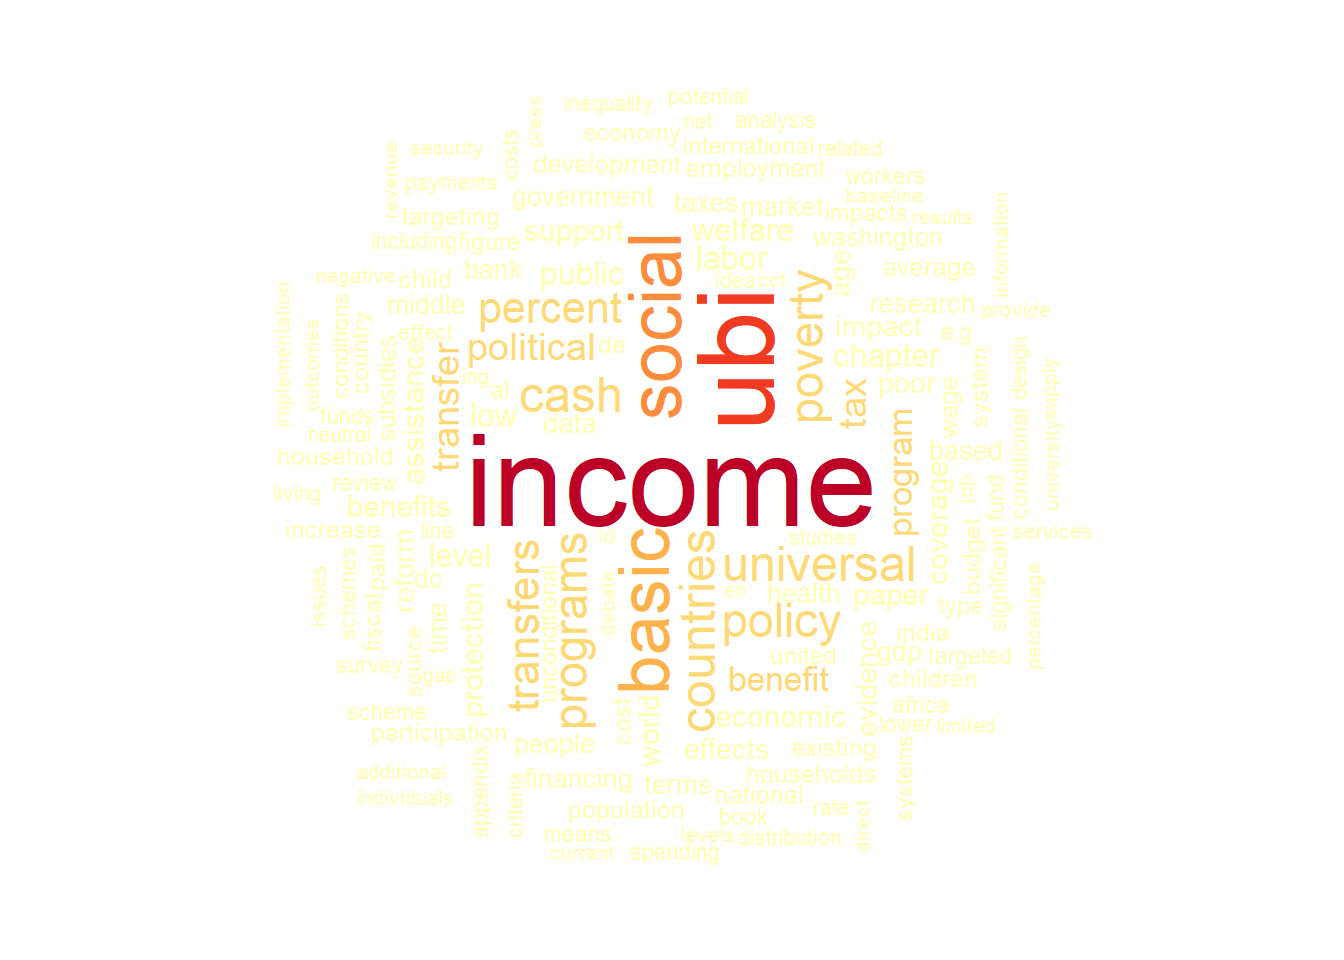 inequality
potential
press
economy
net
analysis
costs
security
development
international
related
revenue
payments
government
employment
workers
baseline
targeting
taxes
market
impacts
results
including
figure
support
welfare
washington
information
negative
child
bank
public
social
labor
idea
cct
age
average
implementation
conditions
middle
percent
ubi
poverty
research
provide
outcomes
country
effect
political
de
impact
e.g
subsidies
assistance
transfer
ing
al
cash
chapter
poor
system
design
funds
low
data
tax
wage
conditional
supply
university
neutral
household
income
program
based
living
review
benefits
coverage
job
fund
increase
line
id
studies
services
issues
schemes
paid
fiscal
reform
level
dc
transfers
programs
basic
countries
universal
budget
significant
percentage
time
protection
unconditional
debate
en
health
paper
type
policy
india
survey
source
gap
united
evidence
gdp
targeted
benefit
children
scheme
cost
world
economic
africa
lower
limited
participation
people
effects
existing
additional
appendix
financing
terms
households
systems
individuals
criteria
population
national
book
rate
direct
means
levels
distribution
current
spending